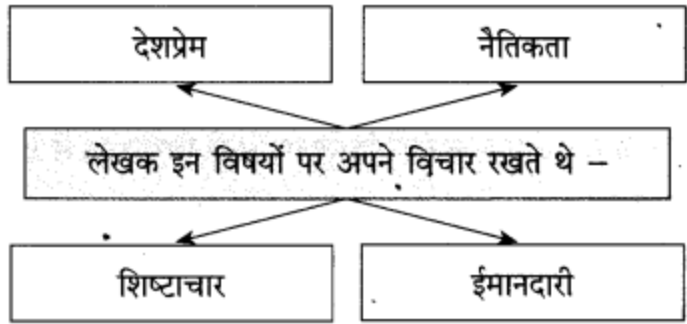 देशप्रेम
नैतिकता
लेखक इन विषयों पर अपने विचार रखते थे –
शिष्टाचार
ईमानदारी